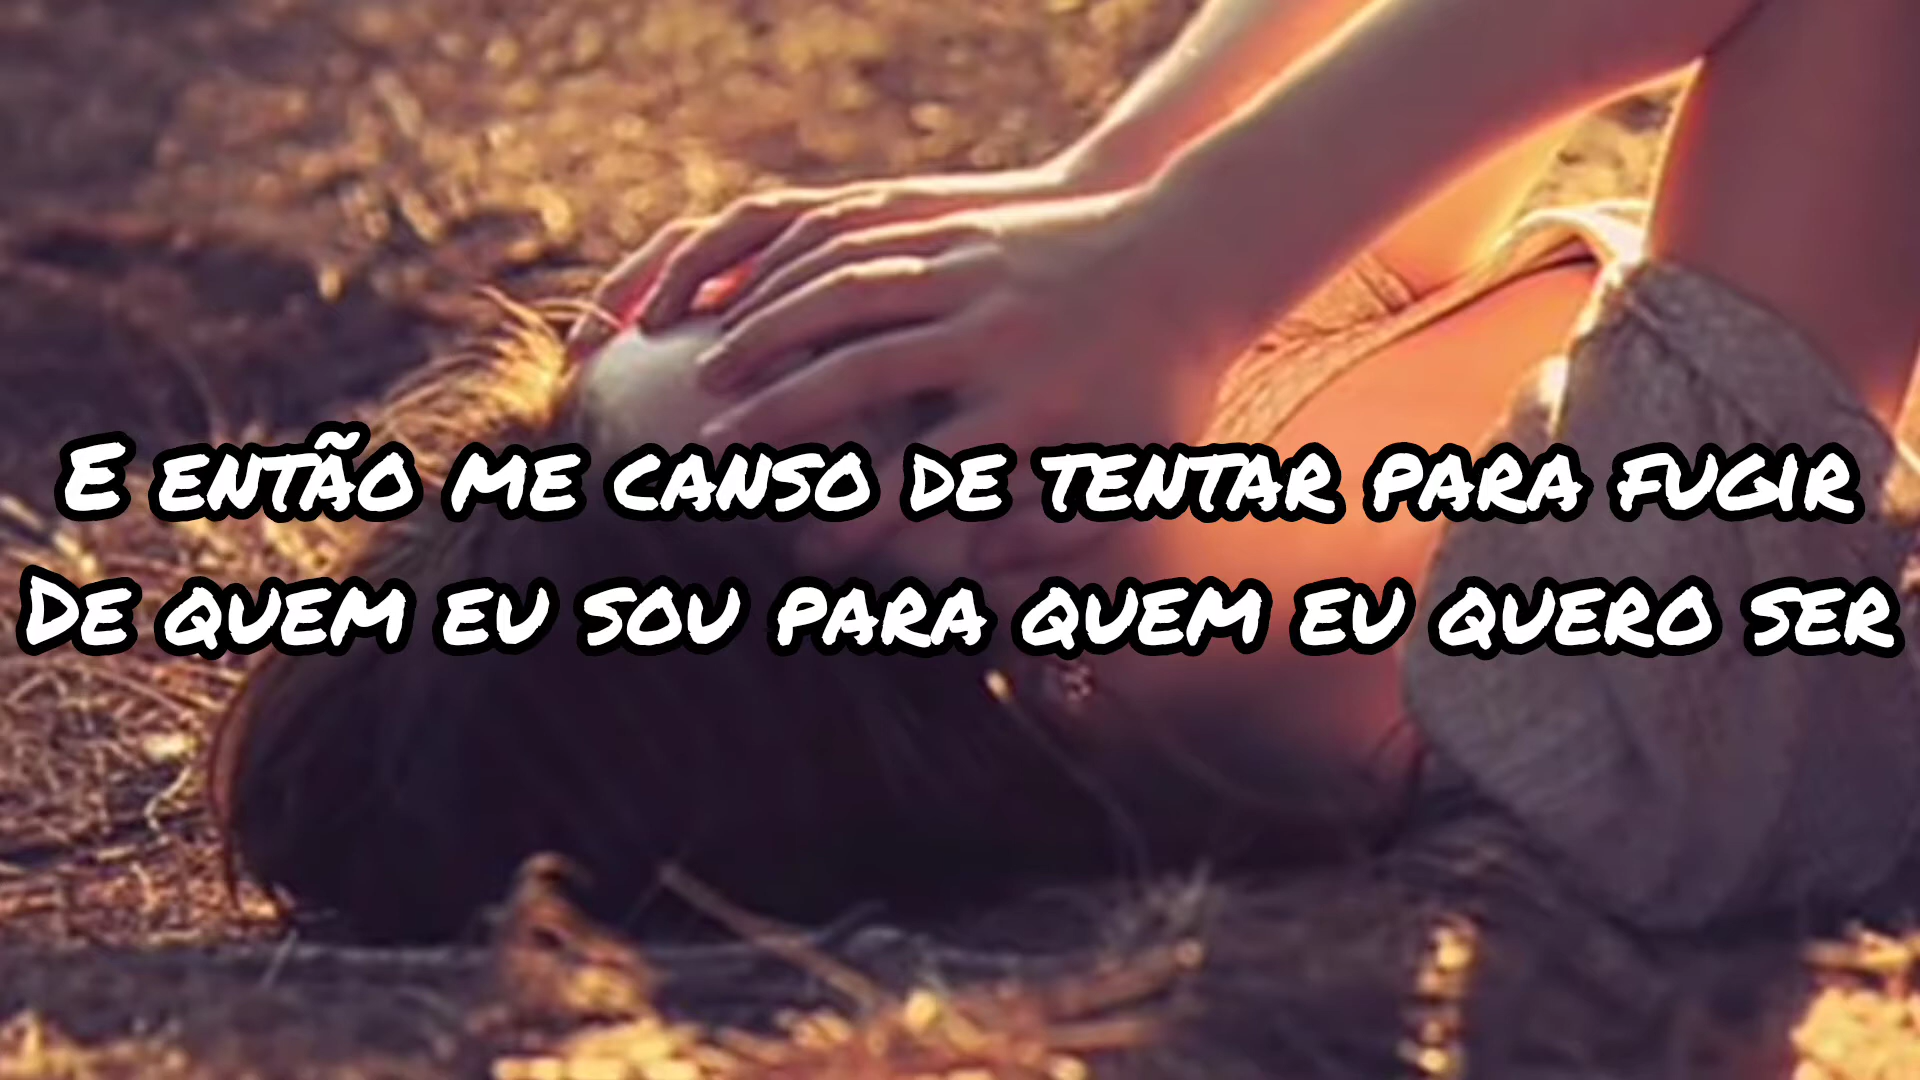 E então me canso de tentar para fugir
De quem eu sou para quem eu quero ser